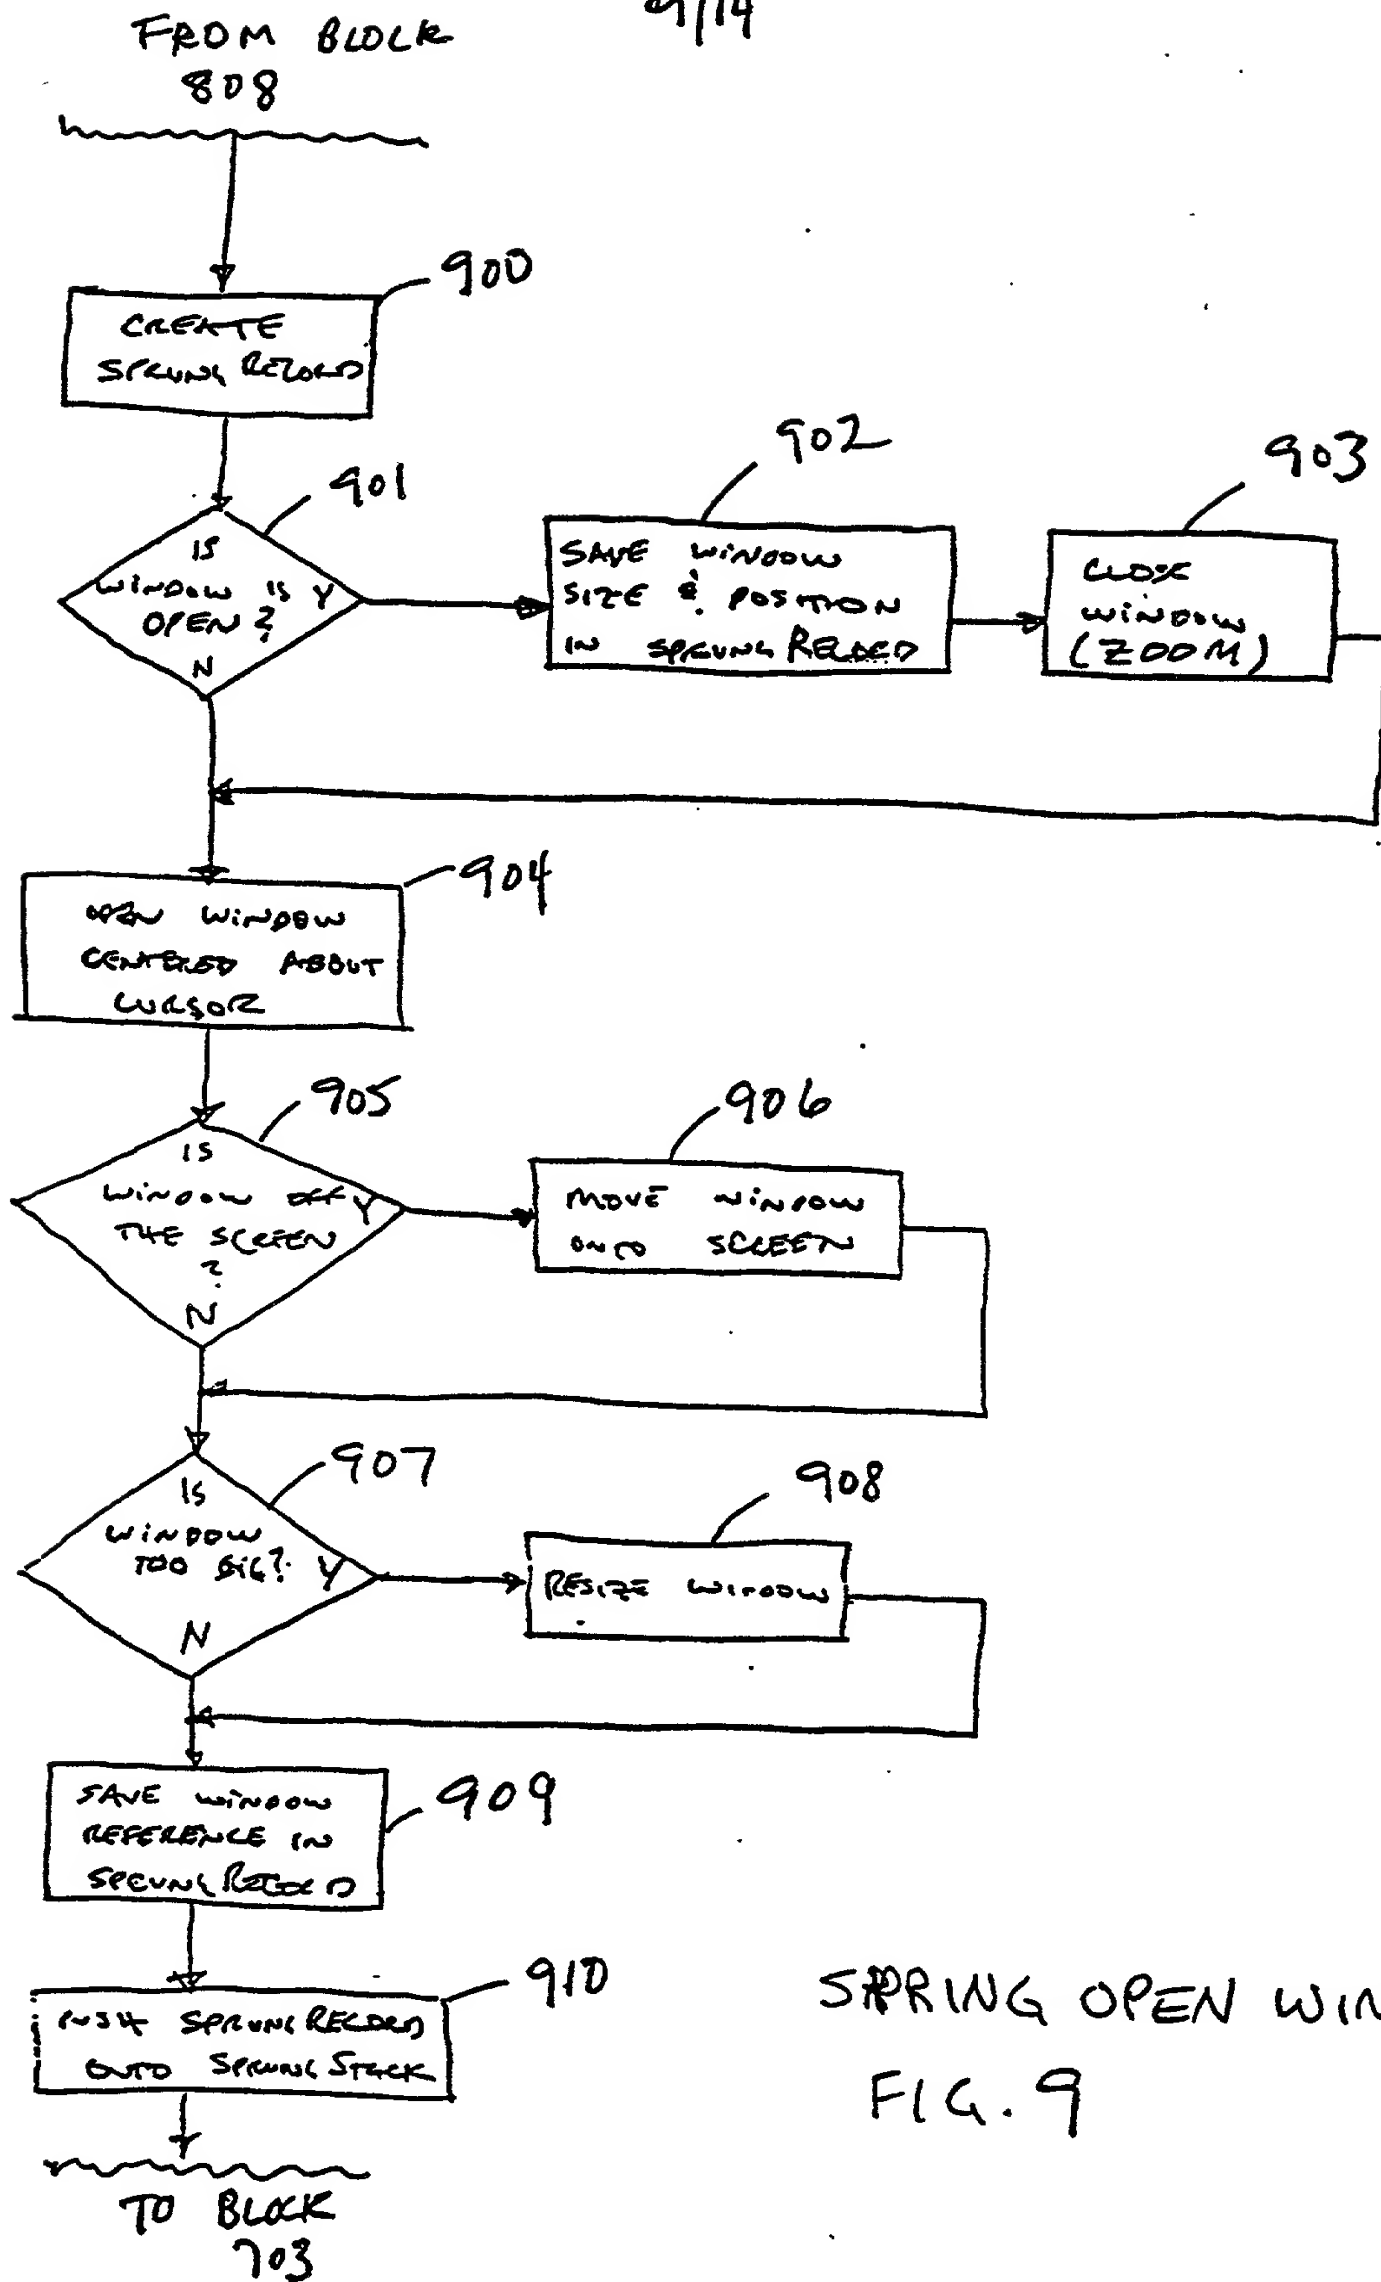 9/14
FROM BLOCK
808
900
CREATE
SPRUNG RECORD
901
IS
WINDOW IS Y
OPEN?
N
902
SAVE WINDOW
SIZE & POSITION
IN SPRUNG RECORD
903
CLOSE
WINDOW
(ZOOM)
904
OPEN WINDOW
CENTERED ABOUT
CURSOR
905
IS
WINDOW OFF Y
THE SCREEN
?
N
906
MOVE WINDOW
ONTO SCREEN
907
IS
WINDOW
TOO BIG? Y
N
908
RESIZE WINDOW
909
SAVE WINDOW
REFERENCE IN
SPRUNG RECORD
910
PUSH SPRUNG RECORD
ONTO SPRUNG STACK
TO BLOCK
703
SPRING OPEN WIN
FIG. 9